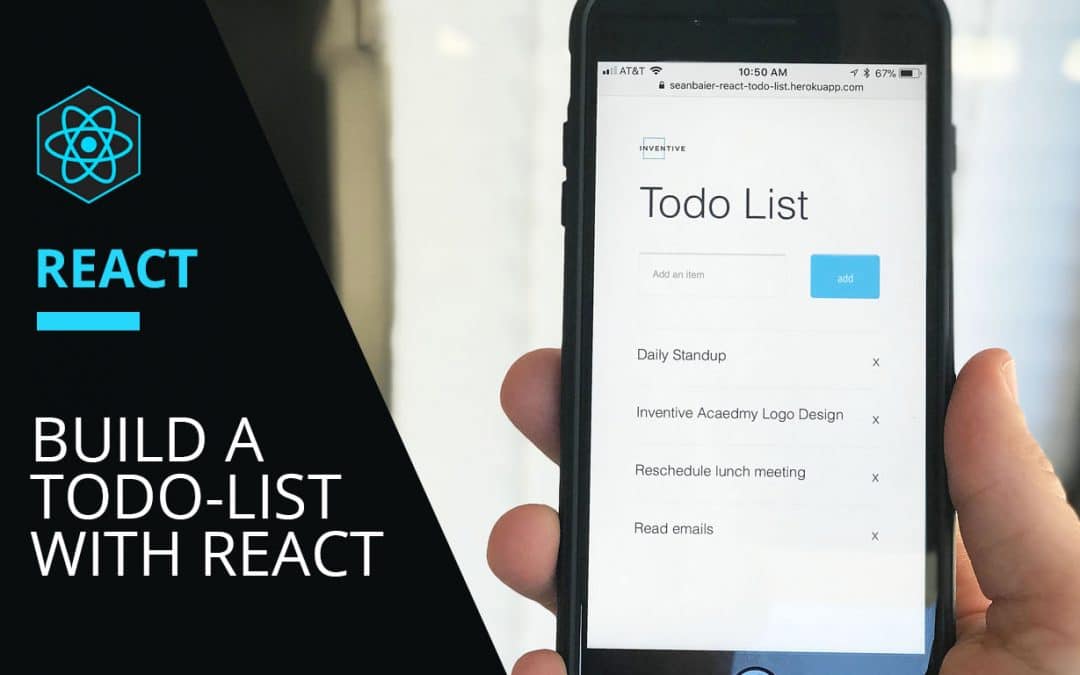 REACT
BUILD A
TODO-LIST
WITH REACT
AT&T 10:50 AM 67%
seanbaier-react-todo-list.herokuapp.com
INVENTIVE
Todo List
Add an item add
Daily Standup x
Inventive Acaedmy Logo Design x
Reschedule lunch meeting x
Read emails x